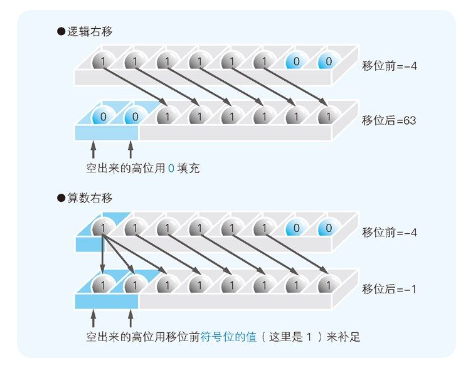 ●逻辑右移
1 1 1 1 1 1 0 0 移位前=-4
0 0 1 1 1 1 1 1 移位后=63
空出来的高位用0填充
●算数右移
1 1 1 1 1 1 0 0 移位前=-4
1 1 1 1 1 1 1 1 移位后=-1
空出来的高位用移位前符号位的值（这里是1）来补足